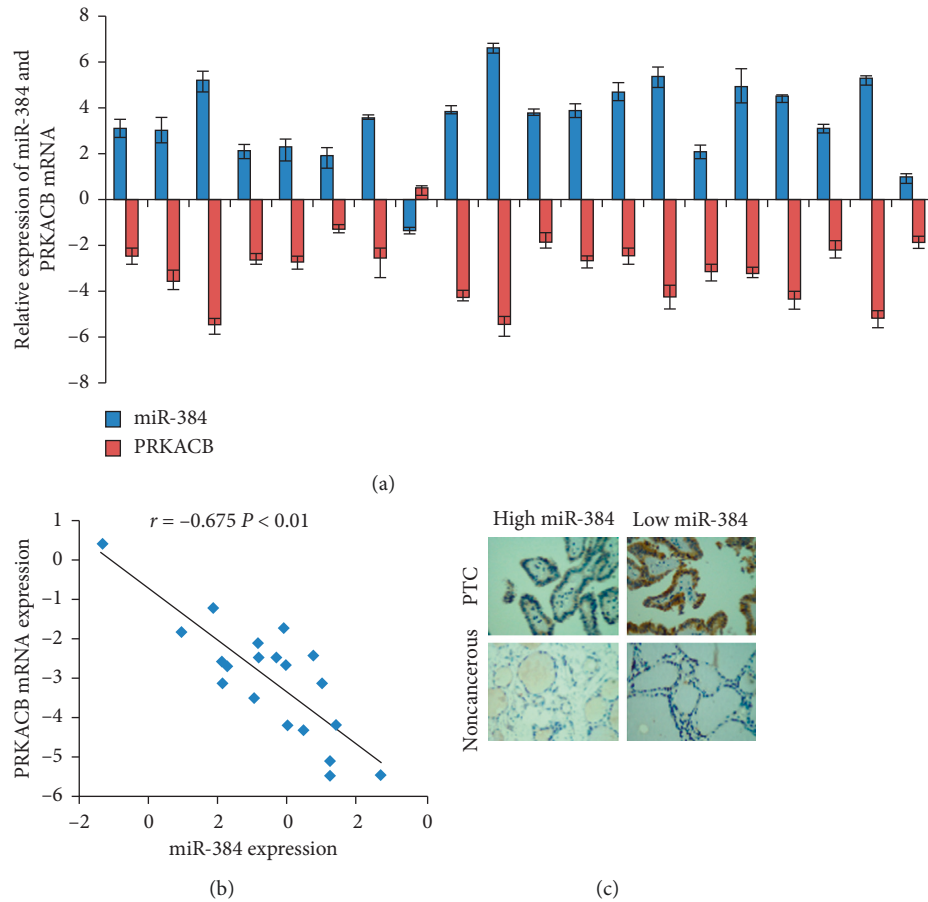 8
6
4
2
0
−2
−4
−6
−8
Relative expression of miR-384 and
PRKACB mRNA
miR-384
PRKACB
(a)
r = −0.675 P < 0.01
1
0
−1
−2
−3
−4
−5
−6
PRKACB mRNA expression
−2 0 2 0 2 0
miR-384 expression
(b)
High miR-384 Low miR-384
PTC
Noncancerous
(c)